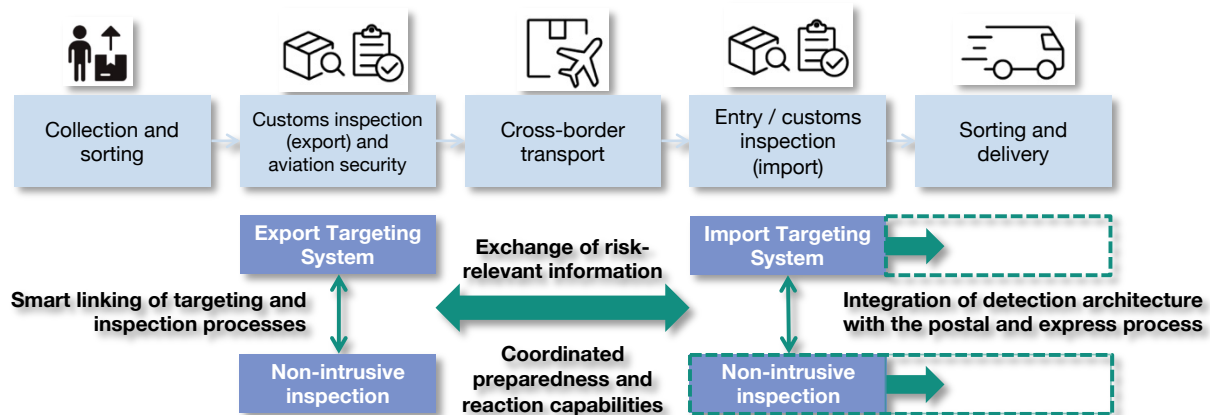 Collection and
sorting
Customs inspection
(export) and
aviation security
Cross-border
transport
Entry / customs
inspection
(import)
Sorting and
delivery
Export Targeting
System
Exchange of risk-
relevant information
Import Targeting
System
Smart linking of targeting and
inspection processes
Integration of detection architecture
with the postal and express process
Non-intrusive
inspection
Coordinated
preparedness and
reaction capabilities
Non-intrusive
inspection